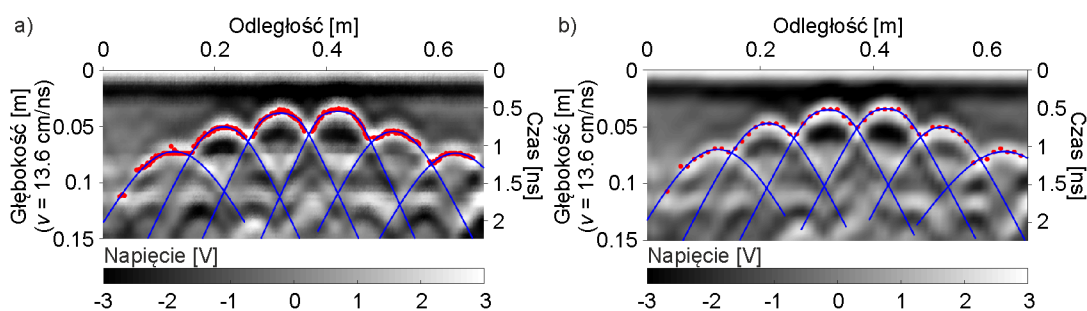 a)
Odległość [m]
0 0.2 0.4 0.6
Głębokość [m]
(v = 13.6 cm/ns)
0
0.05
0.1
0.15
0
0.5
1
1.5
2
Czas [ns]
Napięcie [V]
-3 -2 -1 0 1 2 3
b)
Odległość [m]
0 0.2 0.4 0.6
Głębokość [m]
(v = 13.6 cm/ns)
0
0.05
0.1
0.15
0
0.5
1
1.5
2
Czas [ns]
Napięcie [V]
-3 -2 -1 0 1 2 3